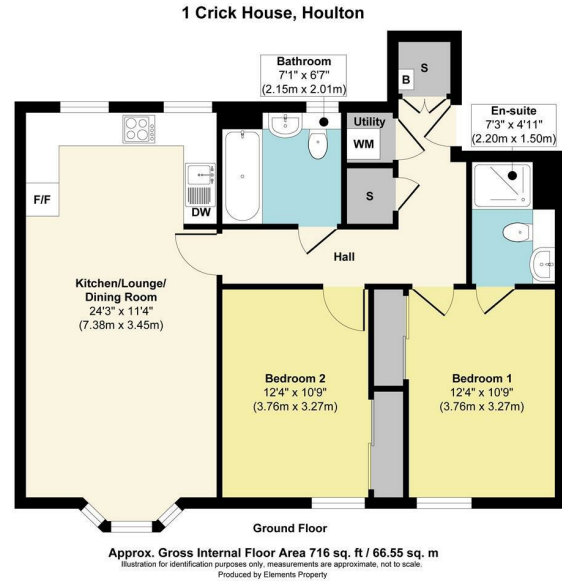 1 Crick House, Houlton
Bathroom
7'1" x 6'7"
(2.15m x 2.01m)
S
B
En-suite
7'3" x 4'11"
(2.20m x 1.50m)
Utility
WM
F/F
DW
S
Hall
Kitchen/Lounge/
Dining Room
24'3" x 11'4"
(7.38m x 3.45m)
Bedroom 2
12'4" x 10'9"
(3.76m x 3.27m)
Bedroom 1
12'4" x 10'9"
(3.76m x 3.27m)
Ground Floor
Approx. Gross Internal Floor Area 716 sq. ft / 66.55 sq. m
Illustration for identification purposes only, measurements are approximate, not to scale.
Produced by Elements Property